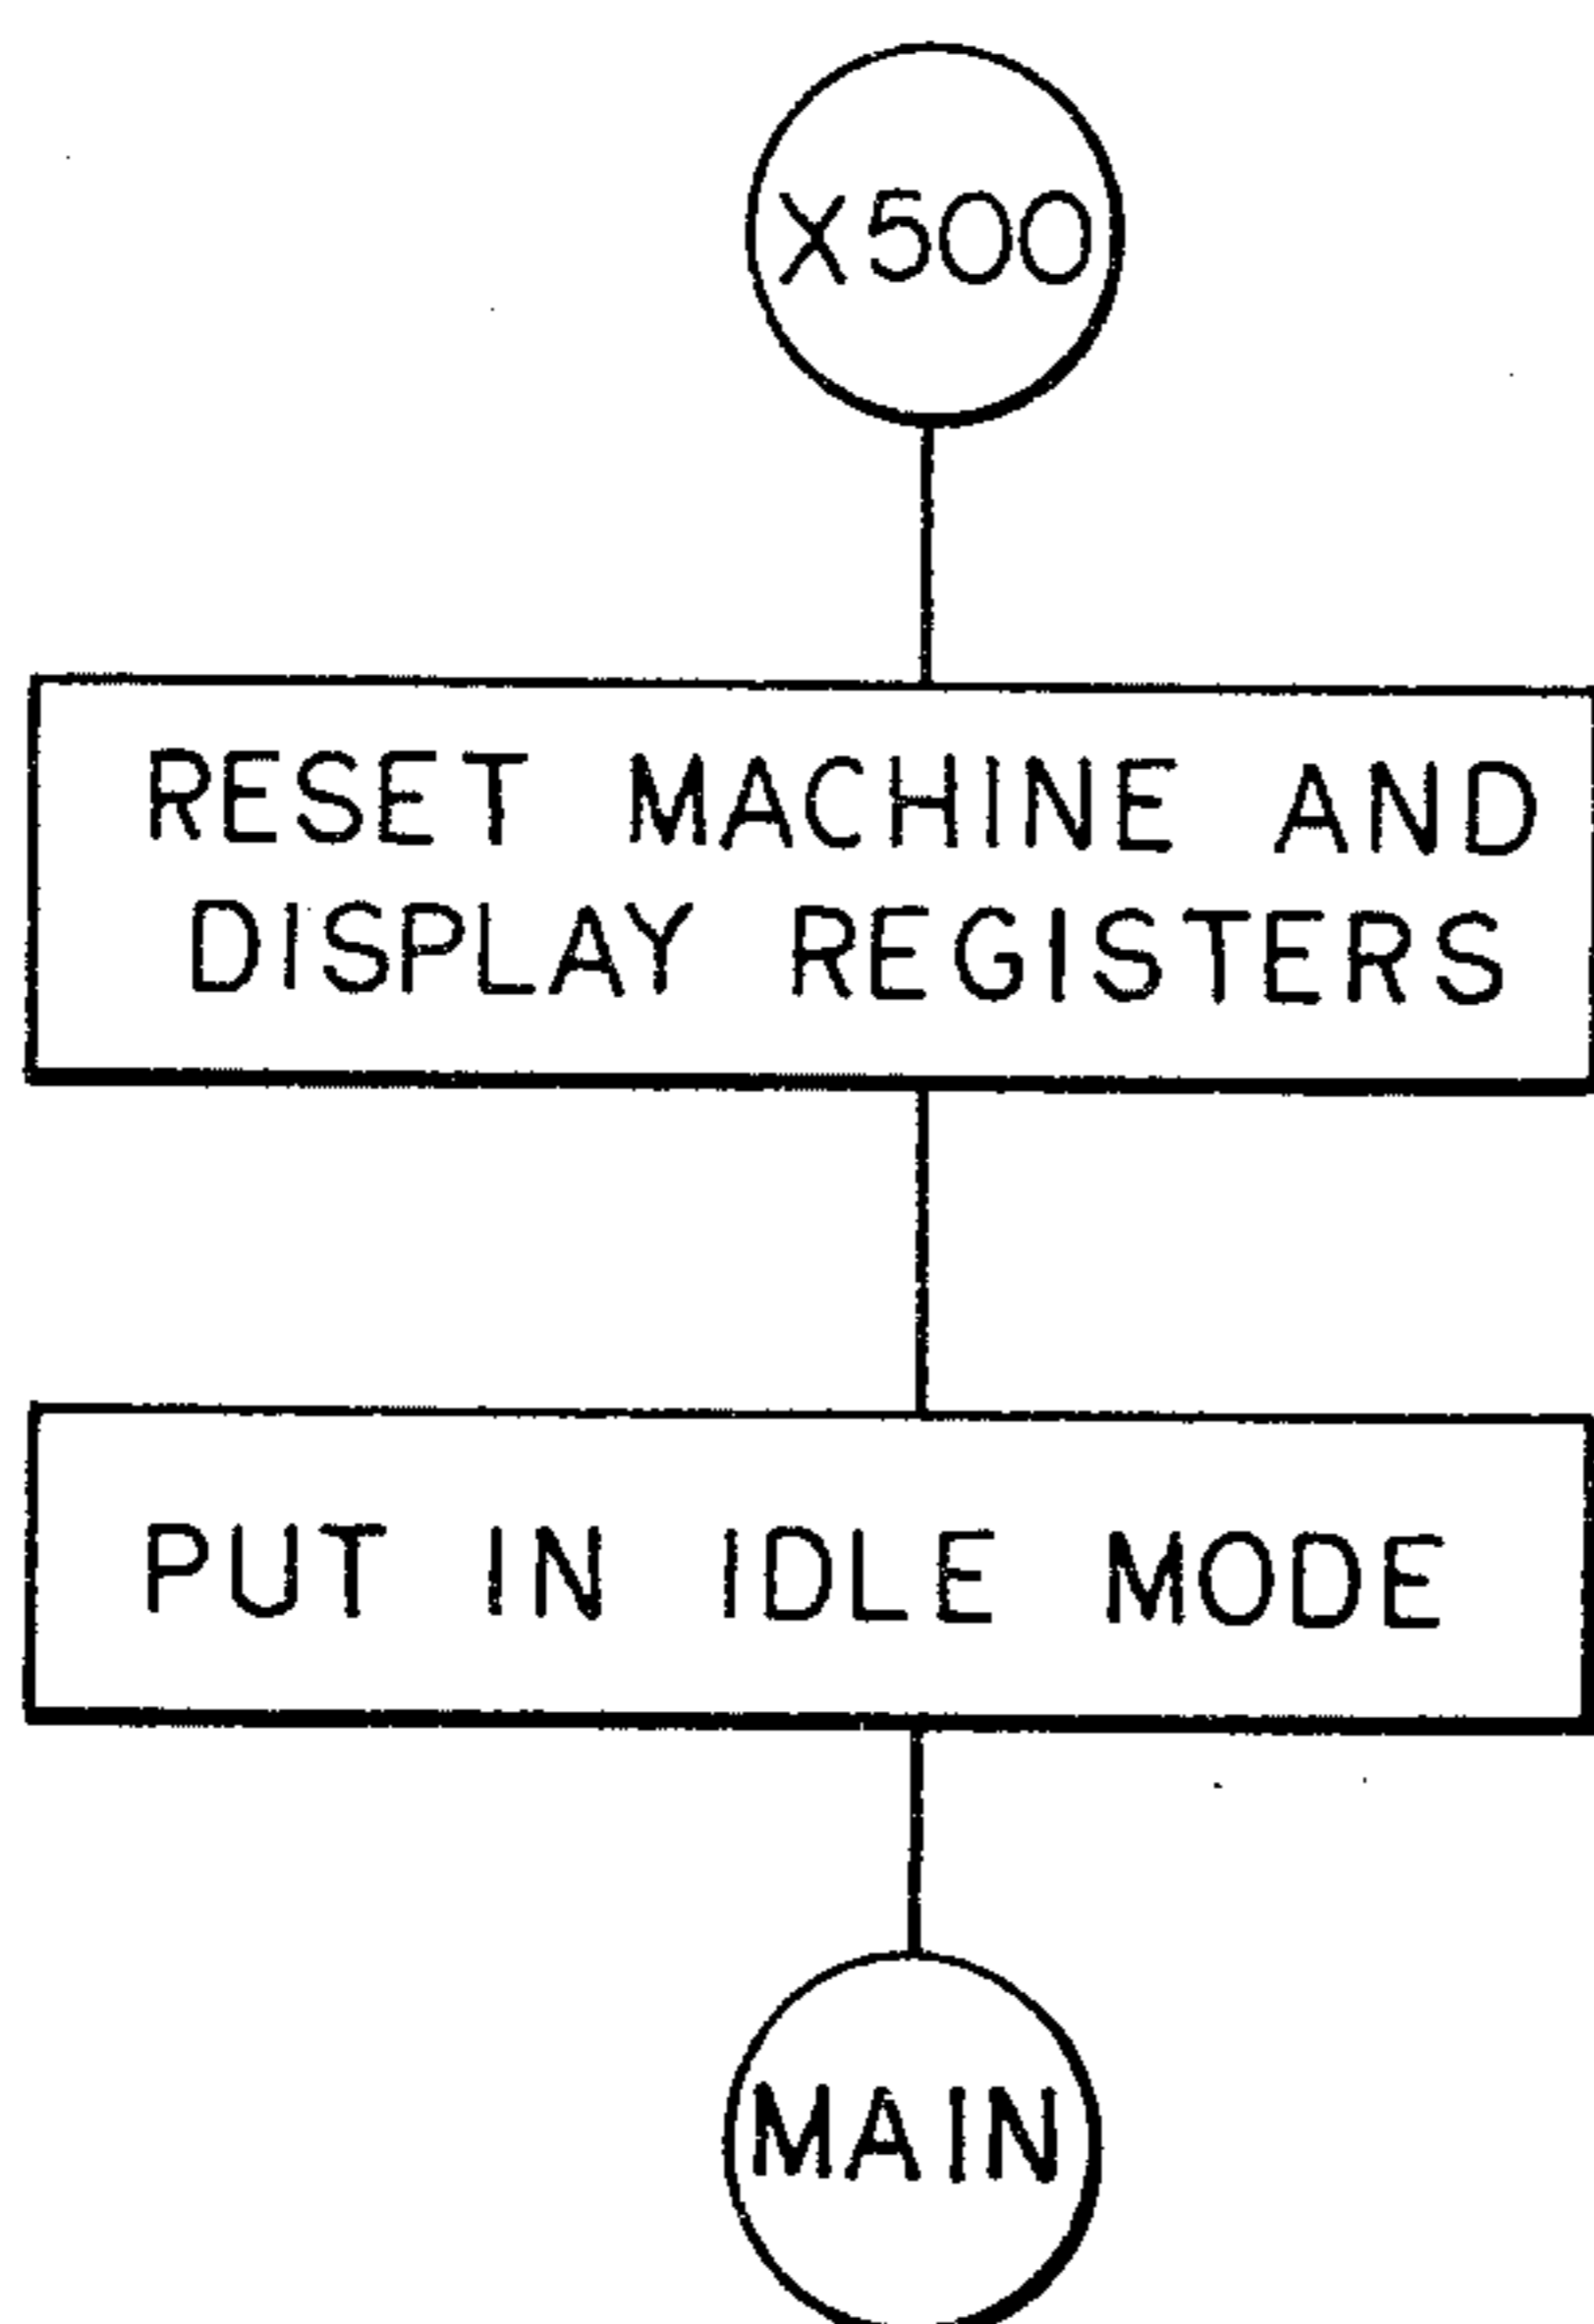 X500
RESET MACHINE AND
DISPLAY REGISTERS
PUT IN IDLE MODE
MAIN